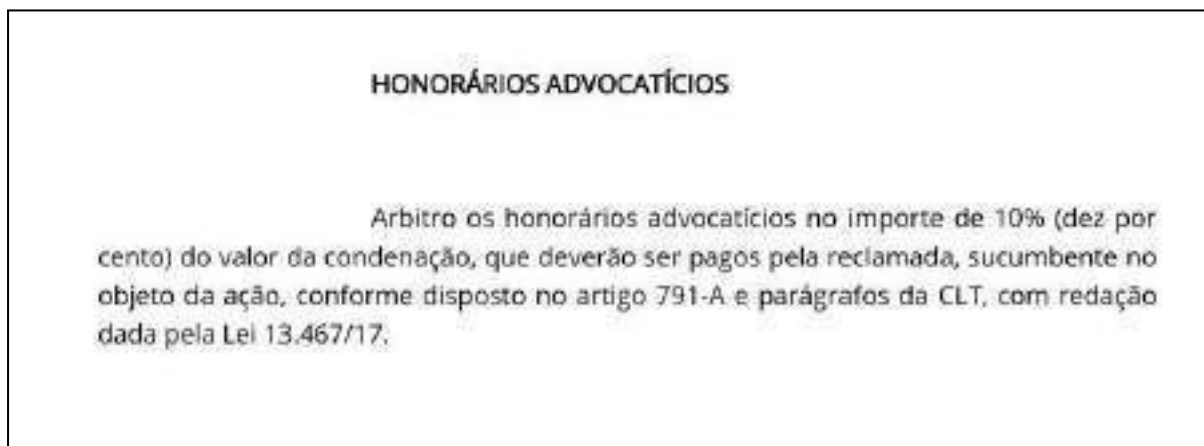 HONORÁRIOS ADVOCATÍCIOS
Arbitro os honorários advocatícios no importe de 10% (dez por
cento) do valor da condenação, que deverão ser pagos pela reclamada, sucumbente no
objeto da ação, conforme disposto no artigo 791-A e parágrafos da CLT, com redação
dada pela Lei 13.467/17.